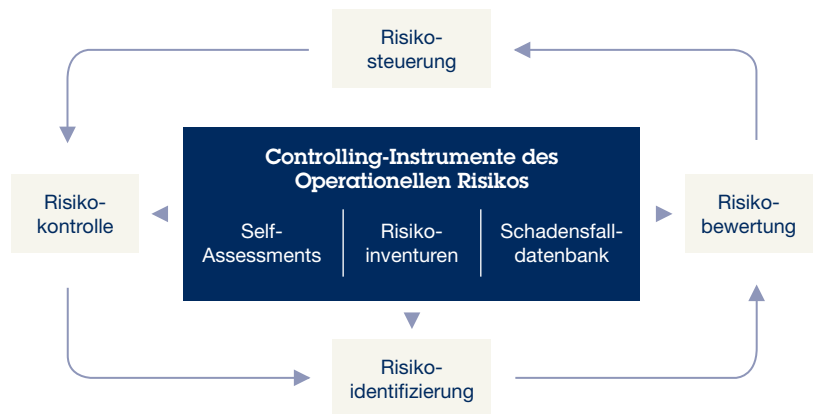 Risiko-
steuerung
Controlling-Instrumente des
Operationellen Risikos
Risiko-
kontrolle
Self-
Assessments
Risiko-
inventuren
Schadensfall-
datenbank
Risiko-
bewertung
Risiko-
identifizierung